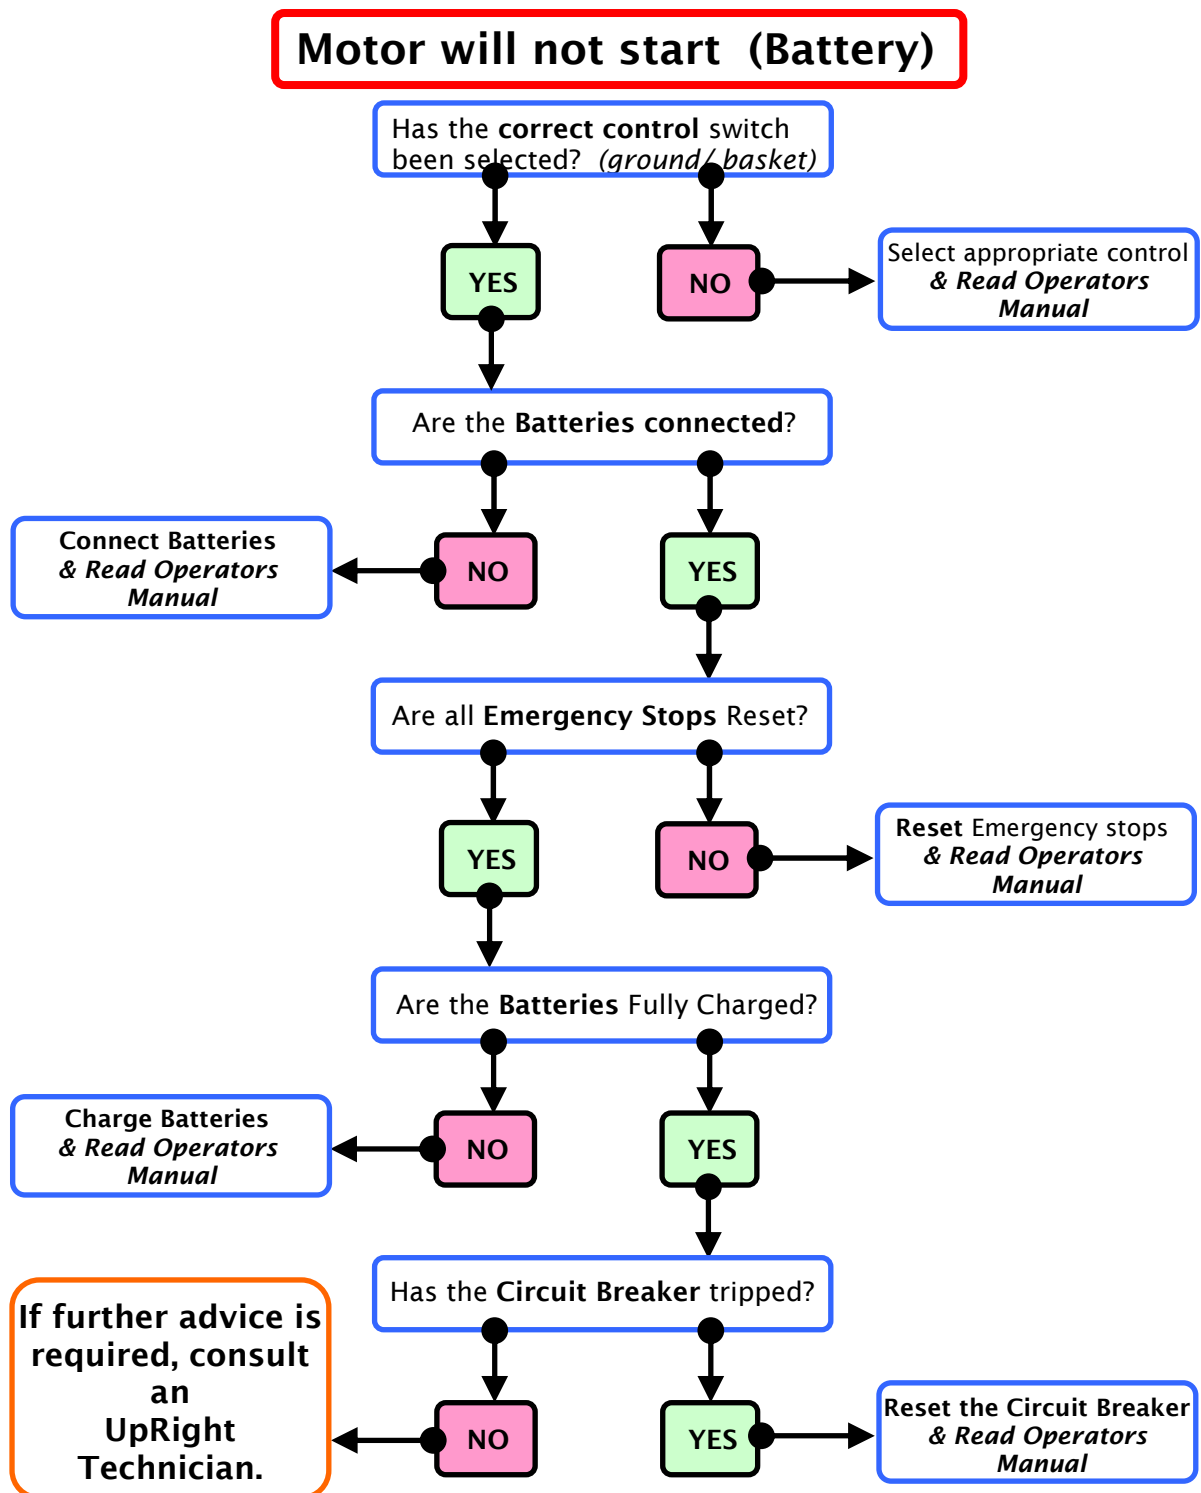 Motor will not start (Battery)
Has the correct control switch
been selected? (ground/ basket)
YES
NO
Select appropriate control
& Read Operators
Manual
Are the Batteries connected?
Connect Batteries
& Read Operators
Manual
NO
YES
Are all Emergency Stops Reset?
YES
NO
Reset Emergency stops
& Read Operators
Manual
Are the Batteries Fully Charged?
Charge Batteries
& Read Operators
Manual
NO
YES
Has the Circuit Breaker tripped?
If further advice is
required, consult
an
UpRight
Technician.
NO
YES
Reset the Circuit Breaker
& Read Operators
Manual